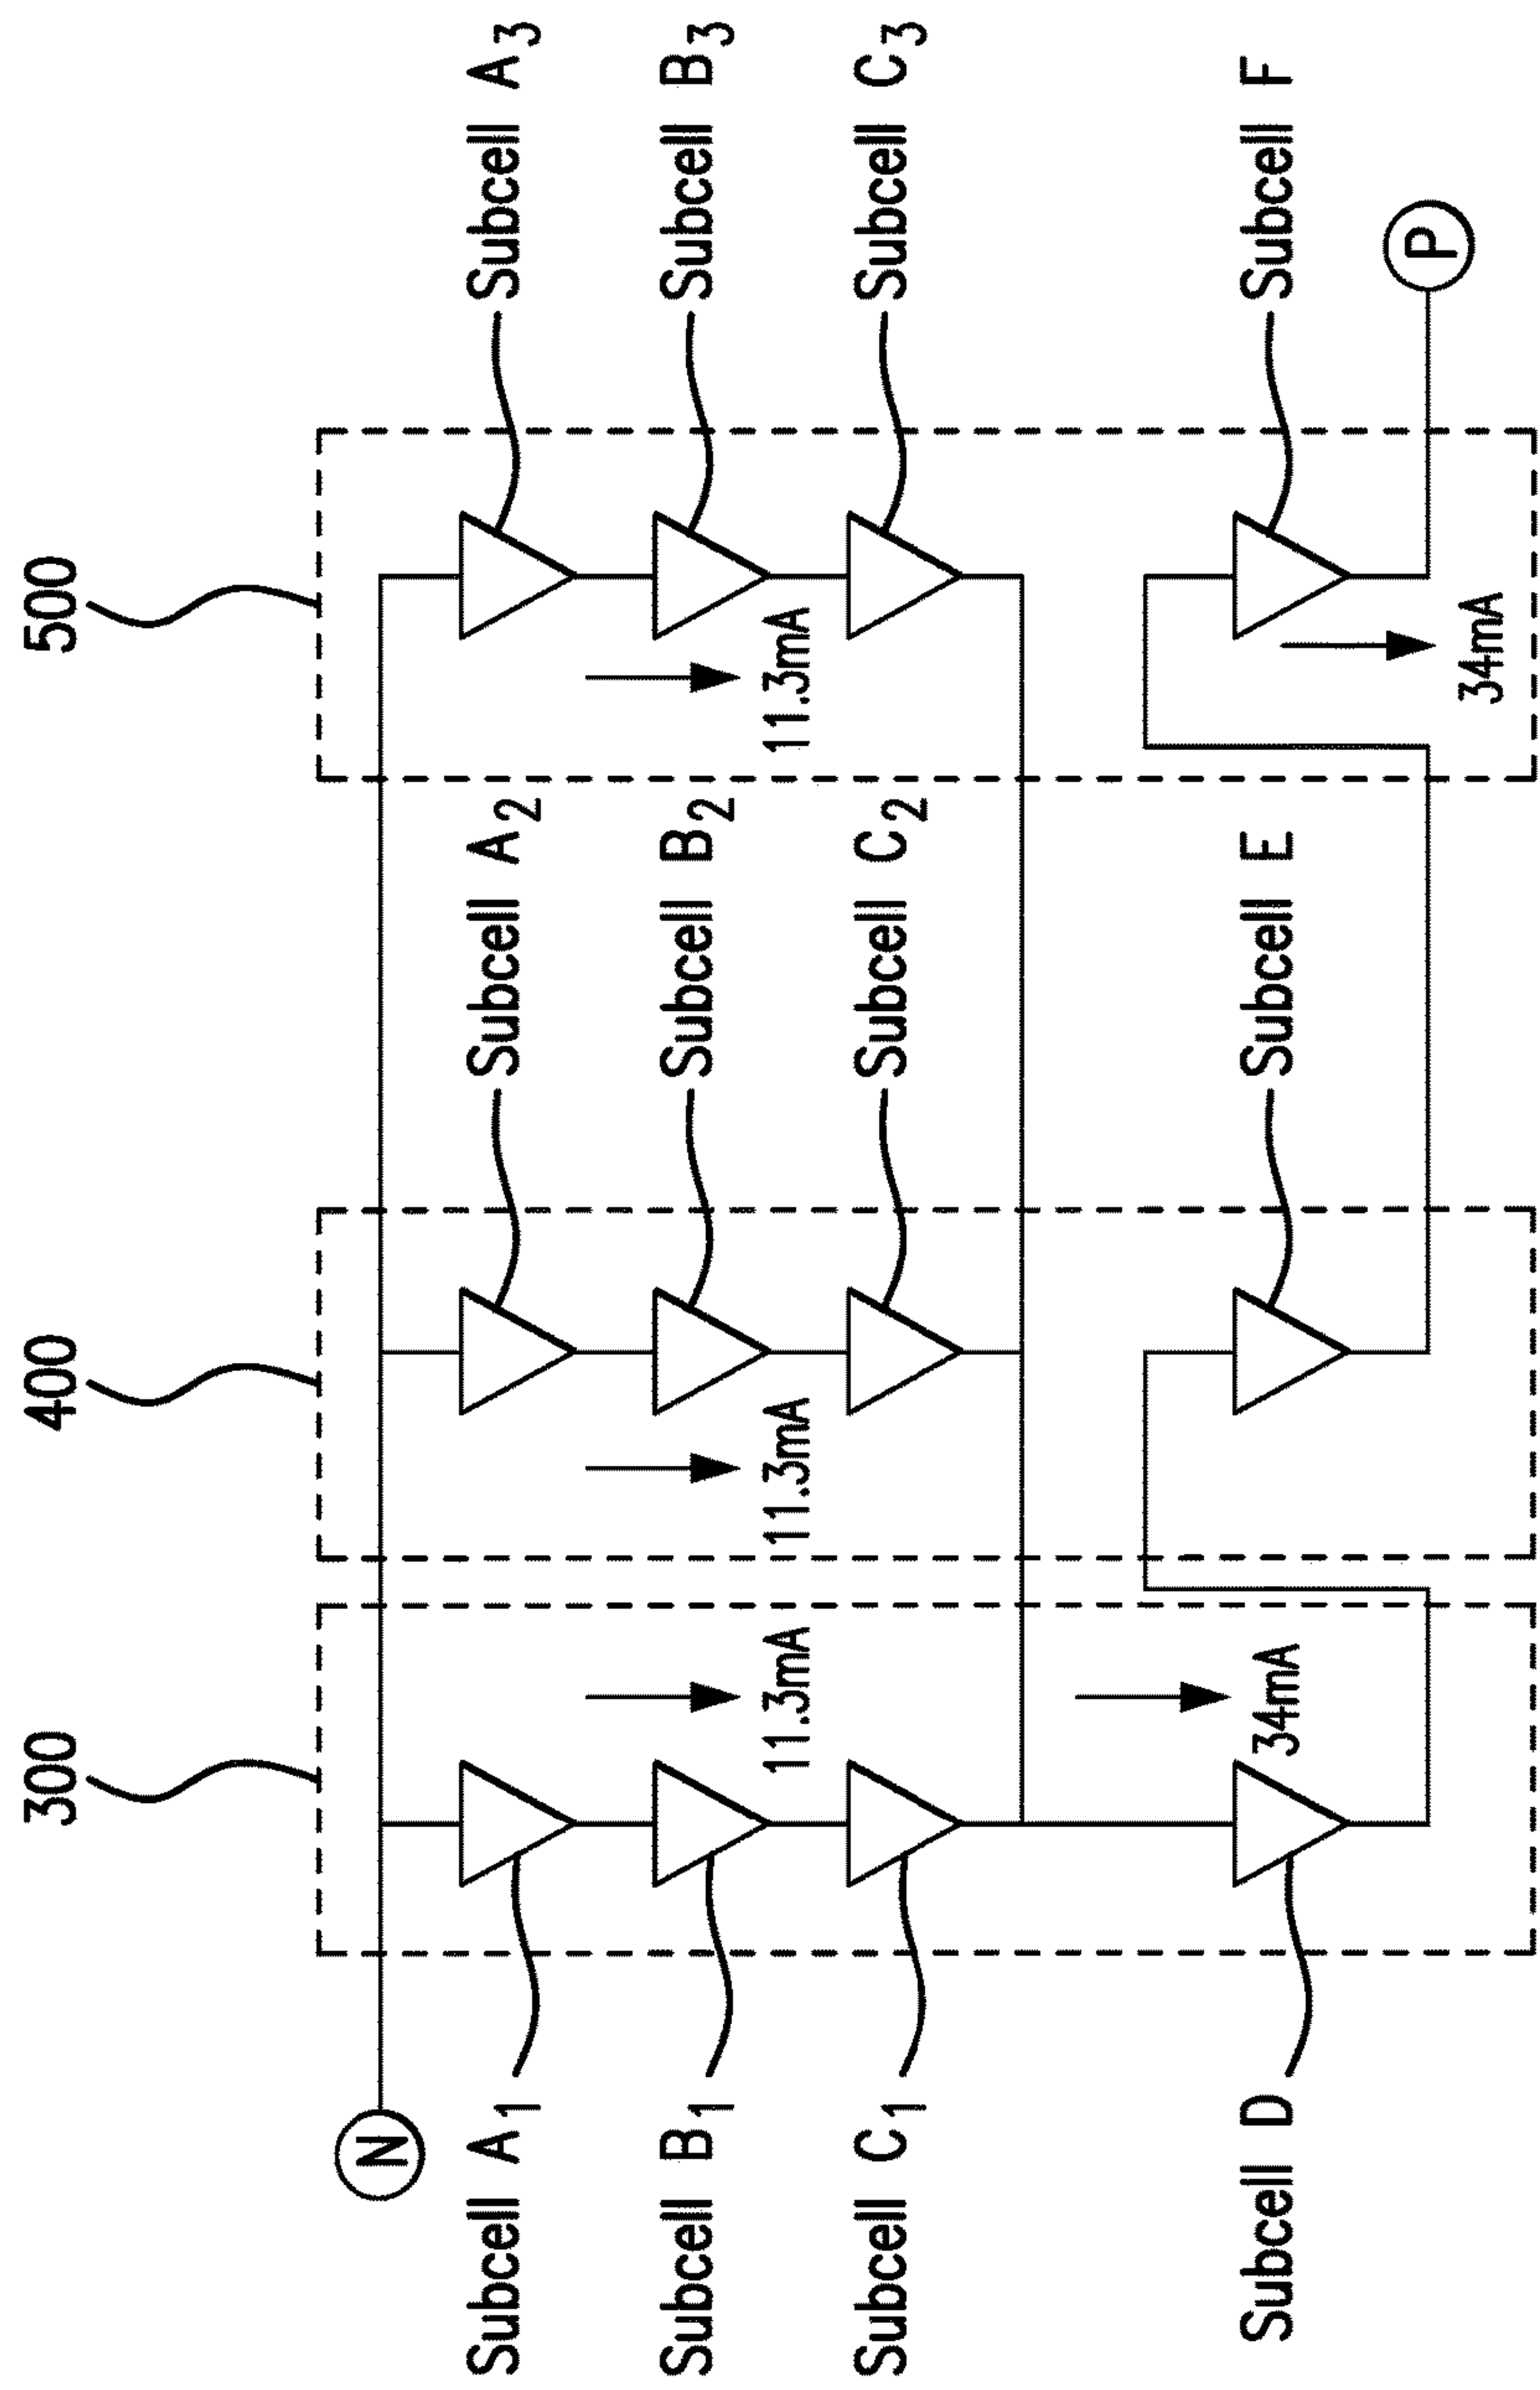 500
400
300
Subcell A3
Subcell B3
Subcell C3
Subcell F
P
11.3mA
34mA
Subcell A2
Subcell B2
Subcell C2
Subcell E
11.3mA
11.3mA
34mA
N
Subcell A1
Subcell B1
Subcell C1
Subcell D